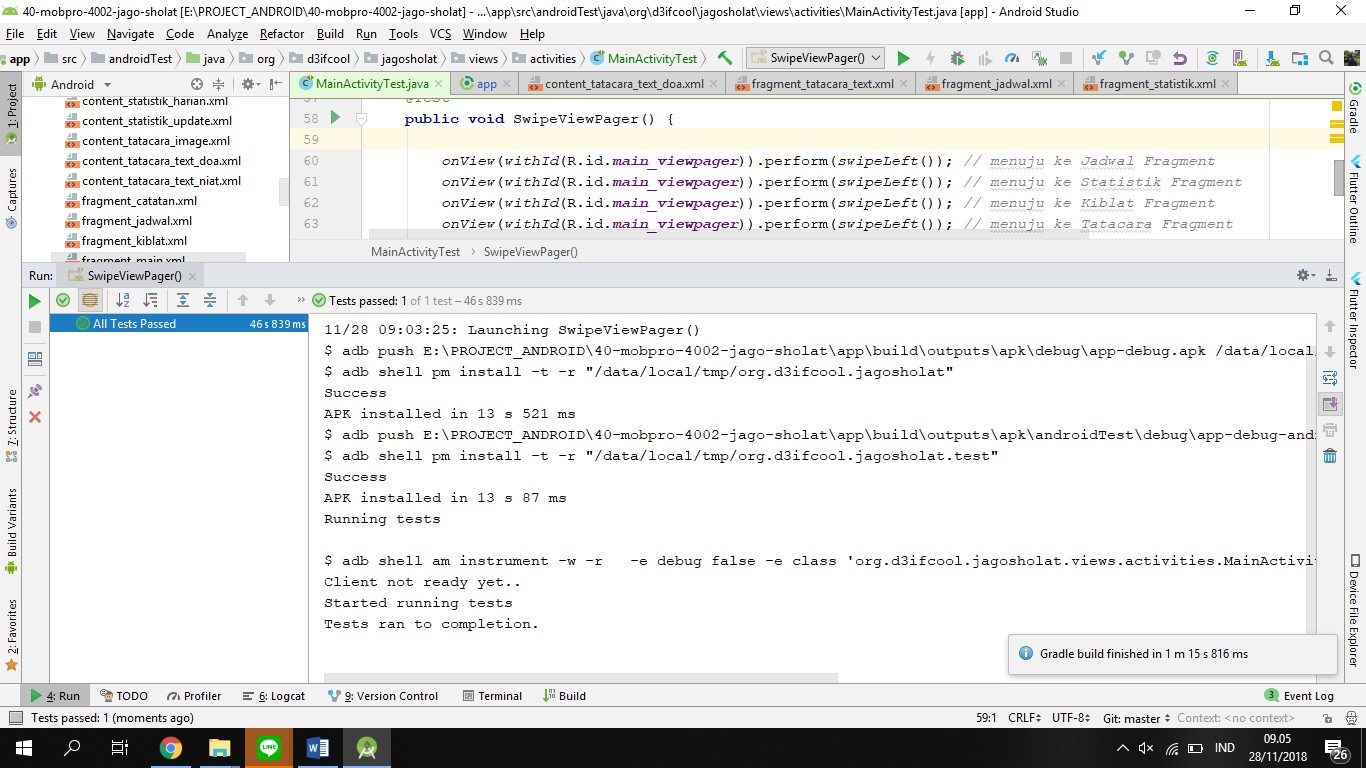 40-mobpro-4002-jago-sholat [E:\PROJECT_ANDROID\40-mobpro-4002-jago-sholat] - ...\app\src\androidTest\java\org\d3ifcool\jagosholat\views\activities\MainActivityTest.java [app] - Android Studio
File Edit View Navigate Code Analyze Refactor Build Run Tools VCS Window Help
app src androidTest java org d3ifcool jagosholat views activities MainActivityTest SwipeViewPager()
Android MainActivityTest.java app content_tatacara_text_doa.xml fragment_tatacara_text.xml fragment_jadwal.xml fragment_statistik.xml
1: Project
Captures
7: Structure
Build Variants
2: Favorites
content_statistik_harian.xml
content_statistik_update.xml
content_tatacara_image.xml
content_tatacara_text_doa.xml
content_tatacara_text_niat.xml
fragment_catatan.xml
fragment_jadwal.xml
fragment_kiblat.xml
fragment_main.xml
57 @Test
58 public void SwipeViewPager() {
59
60 onView(withId(R.id.main_viewpager)).perform(swipeLeft()); // menuju ke Jadwal Fragment
61 onView(withId(R.id.main_viewpager)).perform(swipeLeft()); // menuju ke Statistik Fragment
62 onView(withId(R.id.main_viewpager)).perform(swipeLeft()); // menuju ke Kiblat Fragment
63 onView(withId(R.id.main_viewpager)).perform(swipeLeft()); // menuju ke Tatacara Fragment
MainActivityTest SwipeViewPager()
Gradle
Flutter Outline
Flutter Inspector
Device File Explorer
Run: SwipeViewPager()
Tests passed: 1 of 1 test – 46 s 839 ms
All Tests Passed 46 s 839 ms
11/28 09:03:25: Launching SwipeViewPager()
$ adb push E:\PROJECT_ANDROID\40-mobpro-4002-jago-sholat\app\build\outputs\apk\debug\app-debug.apk /data/local
$ adb shell pm install -t -r "/data/local/tmp/org.d3ifcool.jagosholat"
Success
APK installed in 13 s 521 ms
$ adb push E:\PROJECT_ANDROID\40-mobpro-4002-jago-sholat\app\build\outputs\apk\androidTest\debug\app-debug-and
$ adb shell pm install -t -r "/data/local/tmp/org.d3ifcool.jagosholat.test"
Success
APK installed in 13 s 87 ms
Running tests
$ adb shell am instrument -w -r -e debug false -e class 'org.d3ifcool.jagosholat.views.activities.MainActivi
Client not ready yet..
Started running tests
Tests ran to completion.
Gradle build finished in 1 m 15 s 816 ms
4: Run TODO Profiler 6: Logcat 9: Version Control Terminal Build 3 Event Log
Tests passed: 1 (moments ago) 59:1 CRLF UTF-8 Git: master Context: <no context>
LINE IND 09.05
28/11/2018 26